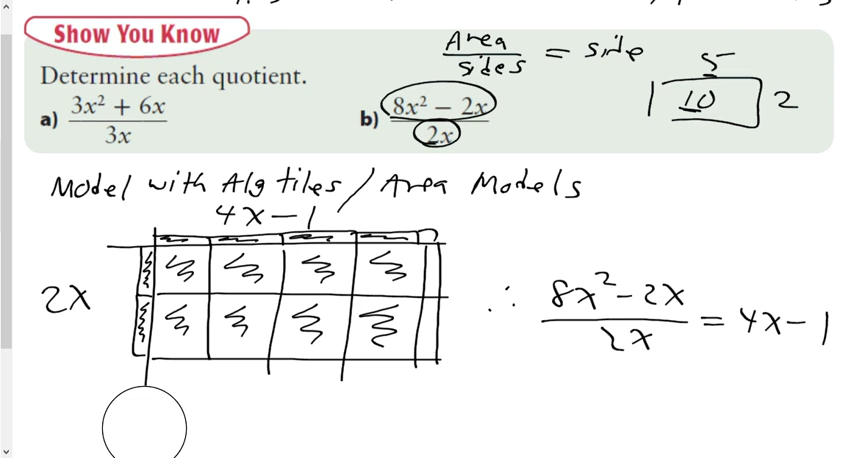 Show You Know
Area
sides = side
5
10
2
Determine each quotient.
a) 3x² + 6x
3x
b) 8x² − 2x
2x
Model with Alg tiles / Area Models
4x − 1
2x
∴ 8x² − 2x
2x = 4x − 1